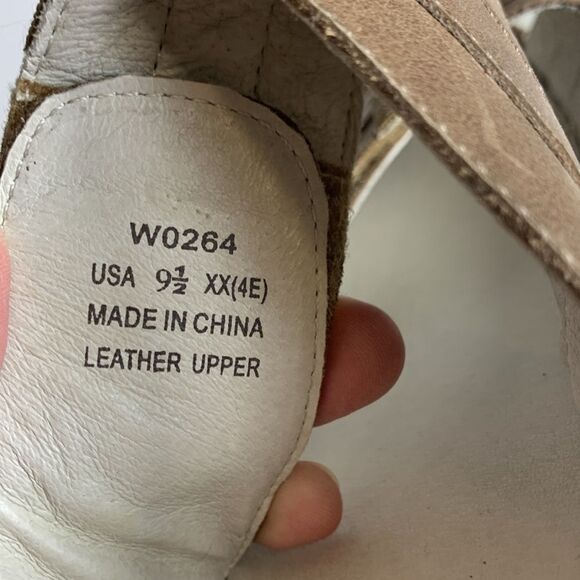 W0264
USA 9½ XX(4E)
MADE IN CHINA
LEATHER UPPER